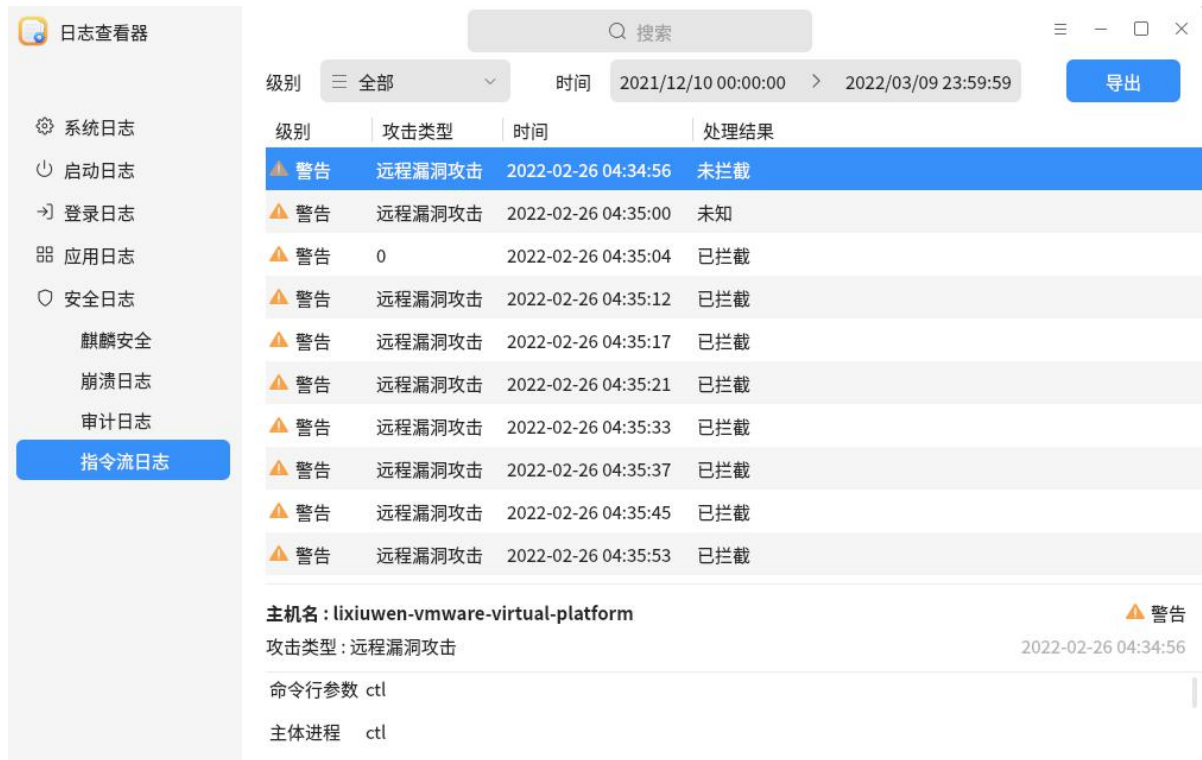 日志查看器
搜索
级别 全部 时间 2021/12/10 00:00:00 > 2022/03/09 23:59:59 导出
系统日志
启动日志
登录日志
应用日志
安全日志
麒麟安全
崩溃日志
审计日志
指令流日志
级别 攻击类型 时间 处理结果
警告 远程漏洞攻击 2022-02-26 04:34:56 未拦截
警告 远程漏洞攻击 2022-02-26 04:35:00 未知
警告 0 2022-02-26 04:35:04 已拦截
警告 远程漏洞攻击 2022-02-26 04:35:12 已拦截
警告 远程漏洞攻击 2022-02-26 04:35:17 已拦截
警告 远程漏洞攻击 2022-02-26 04:35:21 已拦截
警告 远程漏洞攻击 2022-02-26 04:35:33 已拦截
警告 远程漏洞攻击 2022-02-26 04:35:37 已拦截
警告 远程漏洞攻击 2022-02-26 04:35:45 已拦截
警告 远程漏洞攻击 2022-02-26 04:35:53 已拦截
主机名 : lixiuwen-vmware-virtual-platform 警告
攻击类型 : 远程漏洞攻击 2022-02-26 04:34:56
命令行参数 ctl
主体进程 ctl